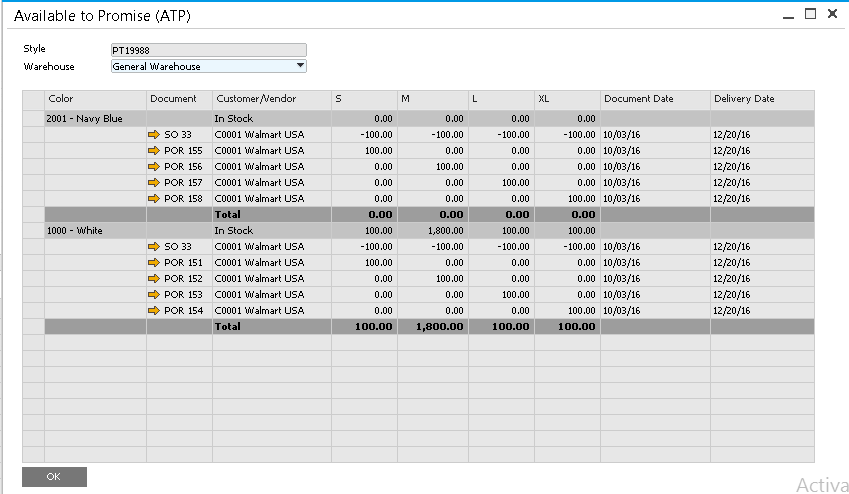 Available to Promise (ATP)
Style PT19988
Warehouse General Warehouse
Color Document Customer/Vendor S M L XL Document Date Delivery Date
2001 - Navy Blue In Stock 0.00 0.00 0.00 0.00
SO 33 C0001 Walmart USA -100.00 -100.00 -100.00 -100.00 10/03/16 12/20/16
POR 155 C0001 Walmart USA 100.00 0.00 0.00 0.00 10/03/16 12/20/16
POR 156 C0001 Walmart USA 0.00 100.00 0.00 0.00 10/03/16 12/20/16
POR 157 C0001 Walmart USA 0.00 0.00 100.00 0.00 10/03/16 12/20/16
POR 158 C0001 Walmart USA 0.00 0.00 0.00 100.00 10/03/16 12/20/16
Total 0.00 0.00 0.00 0.00
1000 - White In Stock 100.00 1,800.00 100.00 100.00
SO 33 C0001 Walmart USA -100.00 -100.00 -100.00 -100.00 10/03/16 12/20/16
POR 151 C0001 Walmart USA 100.00 0.00 0.00 0.00 10/03/16 12/20/16
POR 152 C0001 Walmart USA 0.00 100.00 0.00 0.00 10/03/16 12/20/16
POR 153 C0001 Walmart USA 0.00 0.00 100.00 0.00 10/03/16 12/20/16
POR 154 C0001 Walmart USA 0.00 0.00 0.00 100.00 10/03/16 12/20/16
Total 100.00 1,800.00 100.00 100.00
OK
Activa